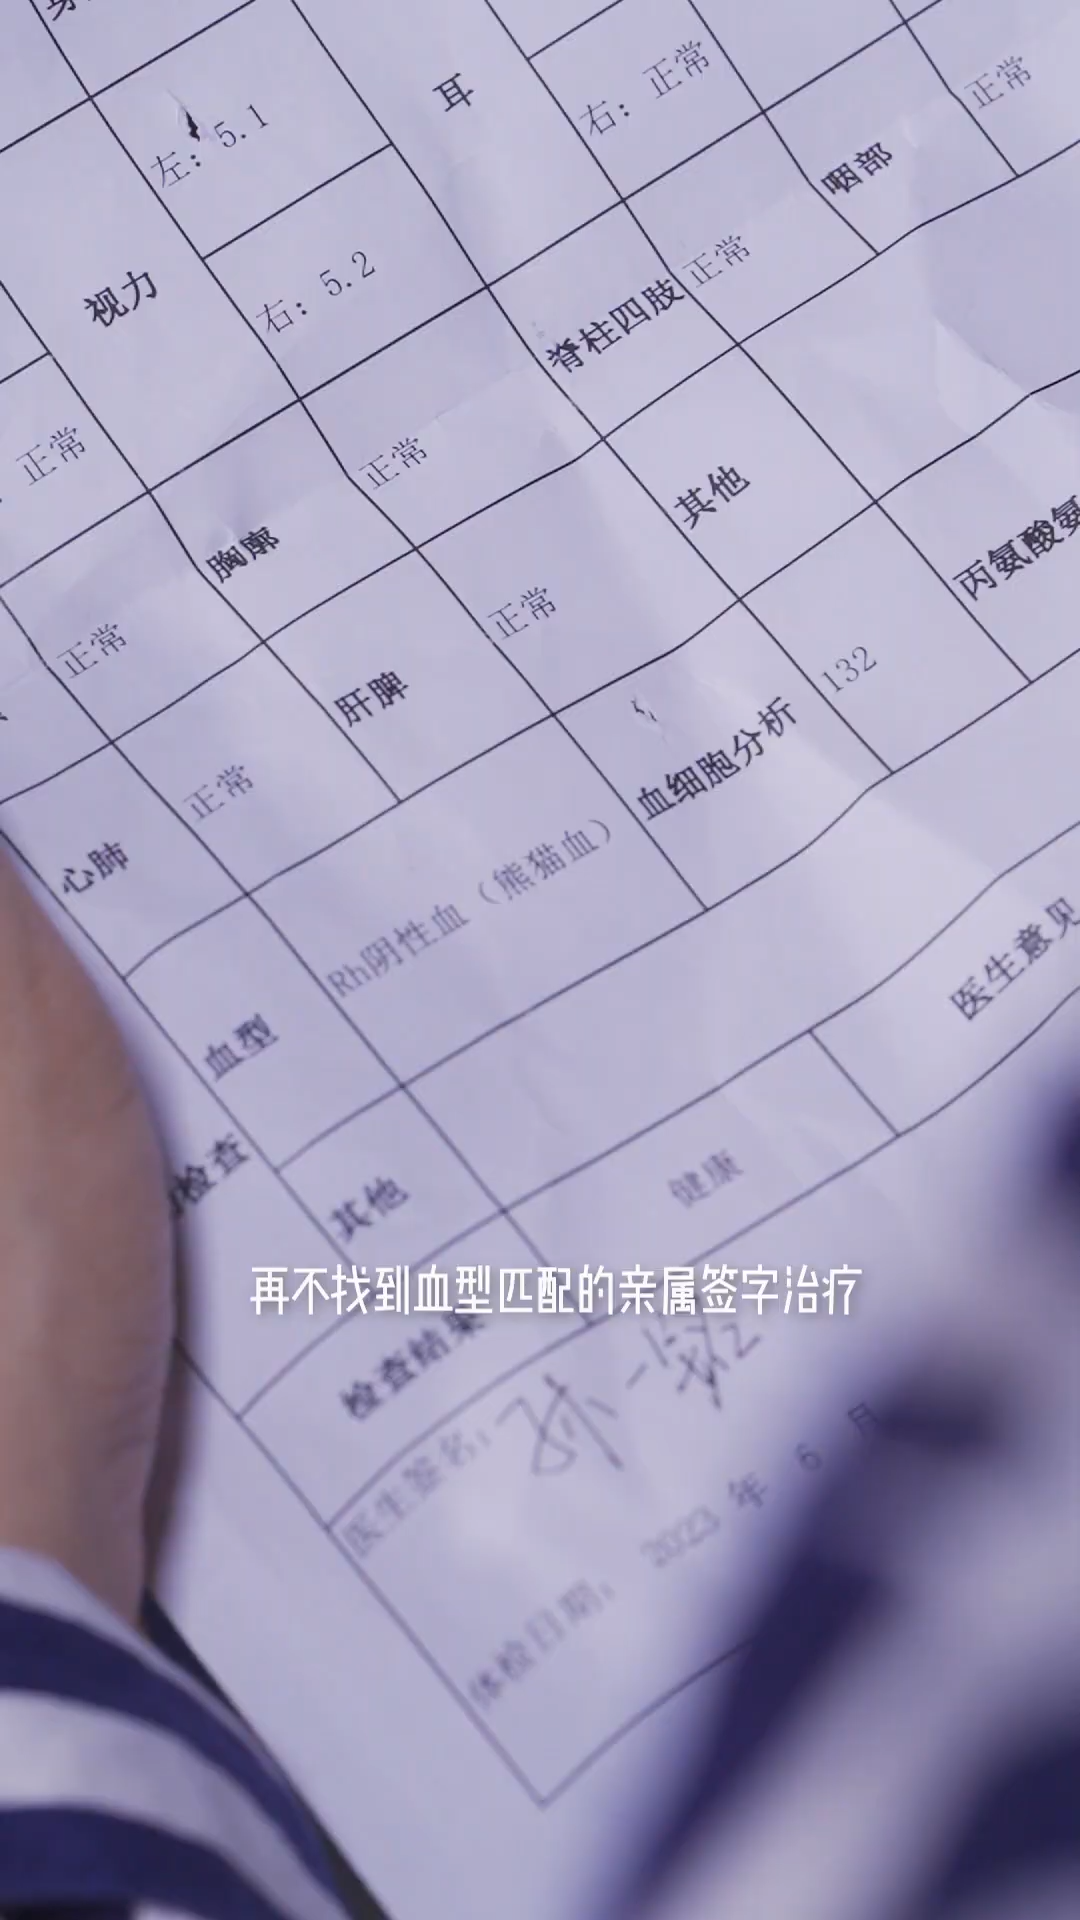 左：5.1
耳
右：正常
正常
咽部
视力
右：5.2
脊柱四肢
正常
正常
胸廓
正常
其他
丙氨酸氨
正常
肝脾
正常
血细胞分析
132
心肺
正常
血型
Rh阴性血（熊猫血）
医生意见
检查
其他
健康
再不找到血型匹配的亲属签字治疗
检查结果
医生签名：
体检日期： 2023 年 6 月